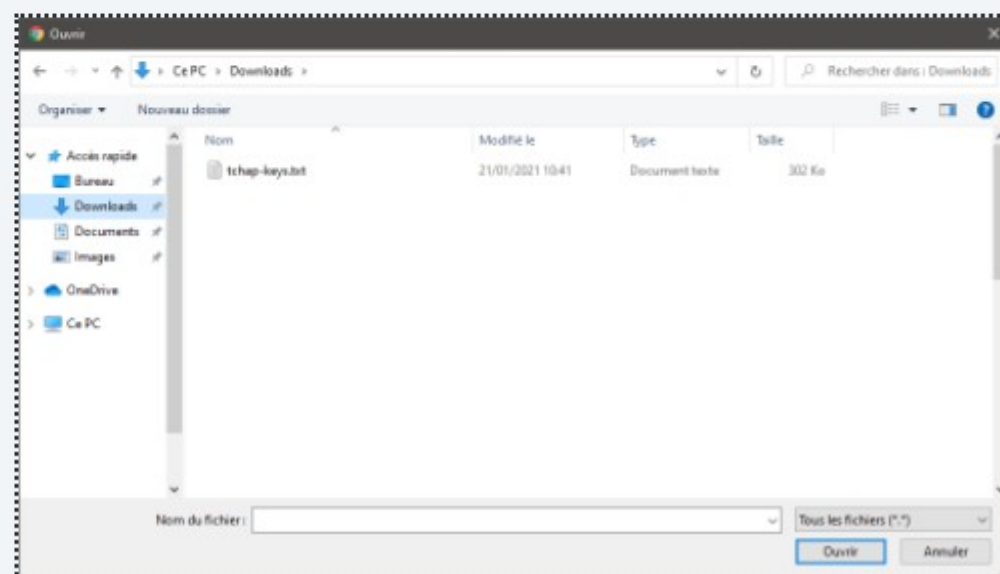 Ouvrir
Ce PC > Downloads >
Rechercher dans : Downloads
Organiser
Nouveau dossier
Nom
Modifié le
Type
Taille
Accès rapide
tchap-keys.txt
21/01/2021 10:41
Document texte
302 Ko
Bureau
Downloads
Documents
Images
OneDrive
Ce PC
Nom du fichier :
Tous les fichiers (*.*)
Ouvrir
Annuler